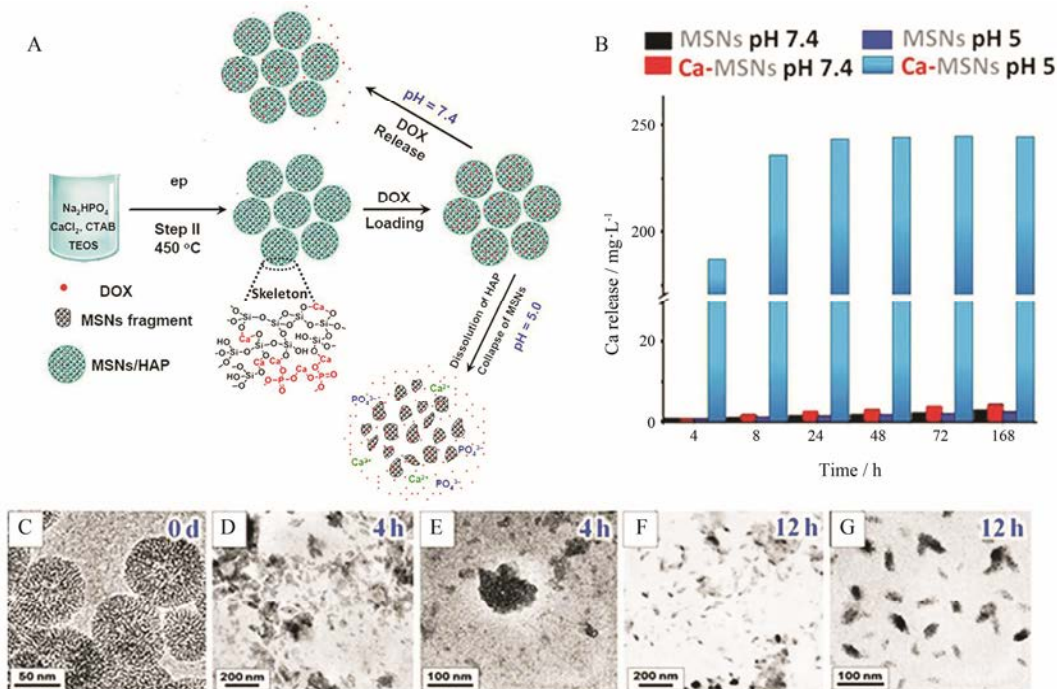 A
pH = 7.4
DOX
Release
Na₂HPO₄
CaCl₂, CTAB
TEOS
ep
Step II
450 °C
DOX
Loading
DOX
MSNs fragment
MSNs/HAP
Skeleton
Dissolution of HAP
Collapse of MSNs
pH = 5.0
Ca²⁺
PO₄³⁻
PO₄³⁻
Ca²⁺
Ca²⁺
PO₄³⁻
B
MSNs pH 7.4
MSNs pH 5
Ca-MSNs pH 7.4
Ca-MSNs pH 5
Ca release / mg·L⁻¹
250
200
20
0
4 8 24 48 72 168
Time / h
C
0 d
50 nm
D
4 h
200 nm
E
4 h
100 nm
F
12 h
200 nm
G
12 h
100 nm